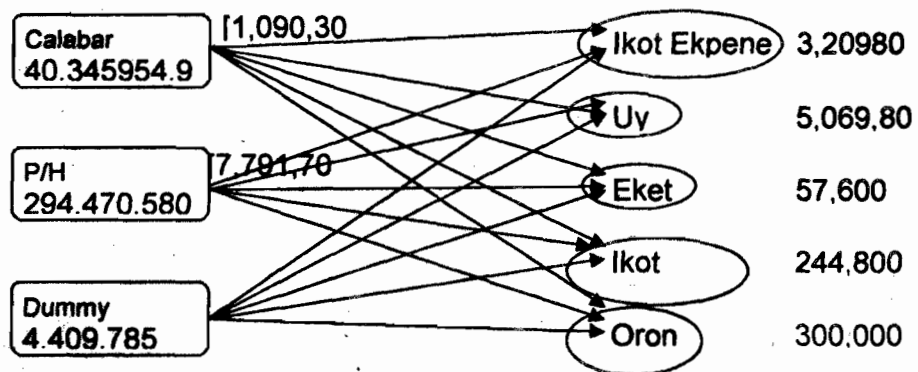 Calabar
40.345954.9
[1,090,30
Ikot Ekpene
3,20980
Uy
5,069,80
P/H
294.470.580
[7,791,70
Eket
57,600
Ikot
244,800
Dummy
4.409.785
Oron
300,000